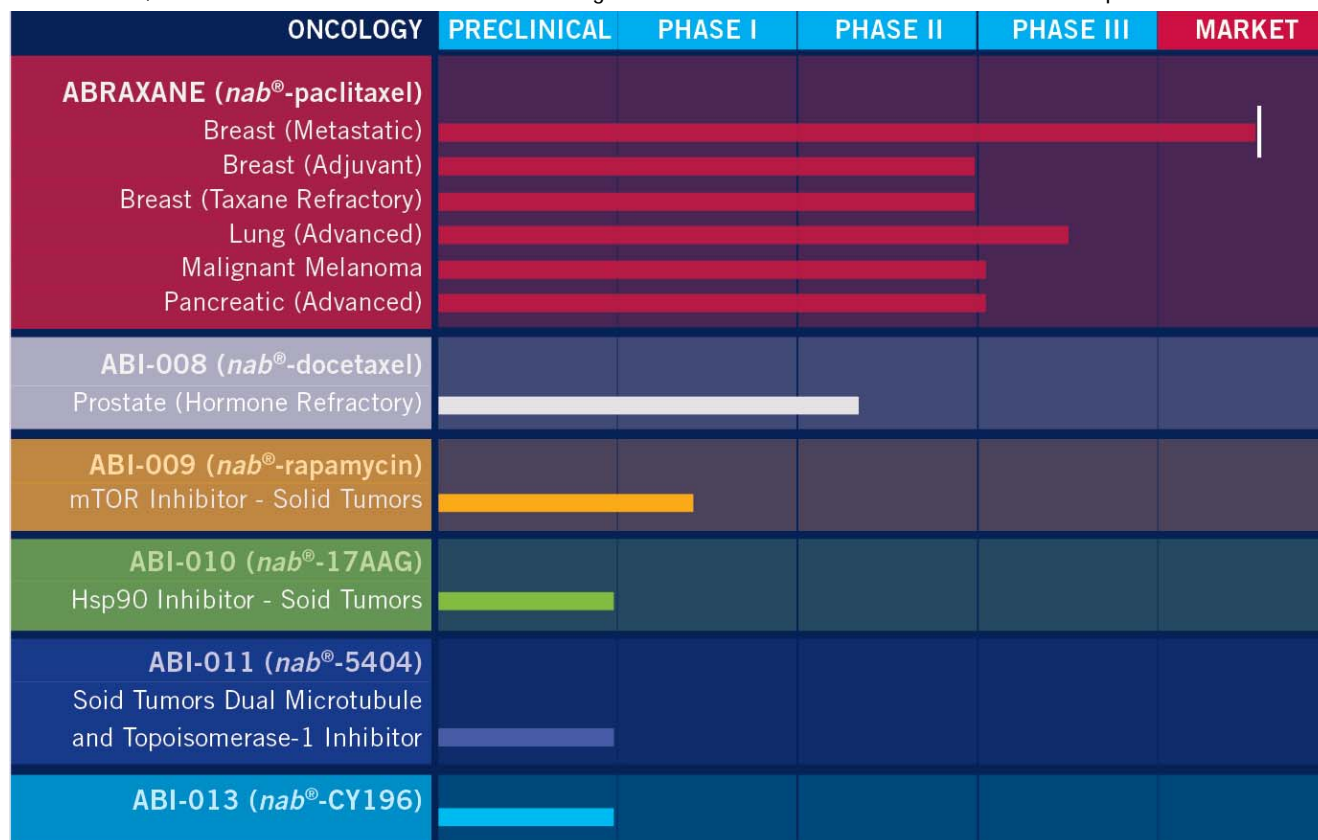 ONCOLOGY PRECLINICAL PHASE I PHASE II PHASE III MARKET
ABRAXANE (nab®-paclitaxel)
Breast (Metastatic)
Breast (Adjuvant)
Breast (Taxane Refractory)
Lung (Advanced)
Malignant Melanoma
Pancreatic (Advanced)
ABI-008 (nab®-docetaxel)
Prostate (Hormone Refractory)
ABI-009 (nab®-rapamycin)
mTOR Inhibitor - Solid Tumors
ABI-010 (nab®-17AAG)
Hsp90 Inhibitor - Soid Tumors
ABI-011 (nab®-5404)
Soid Tumors Dual Microtubule
and Topoisomerase-1 Inhibitor
ABI-013 (nab®-CY196)